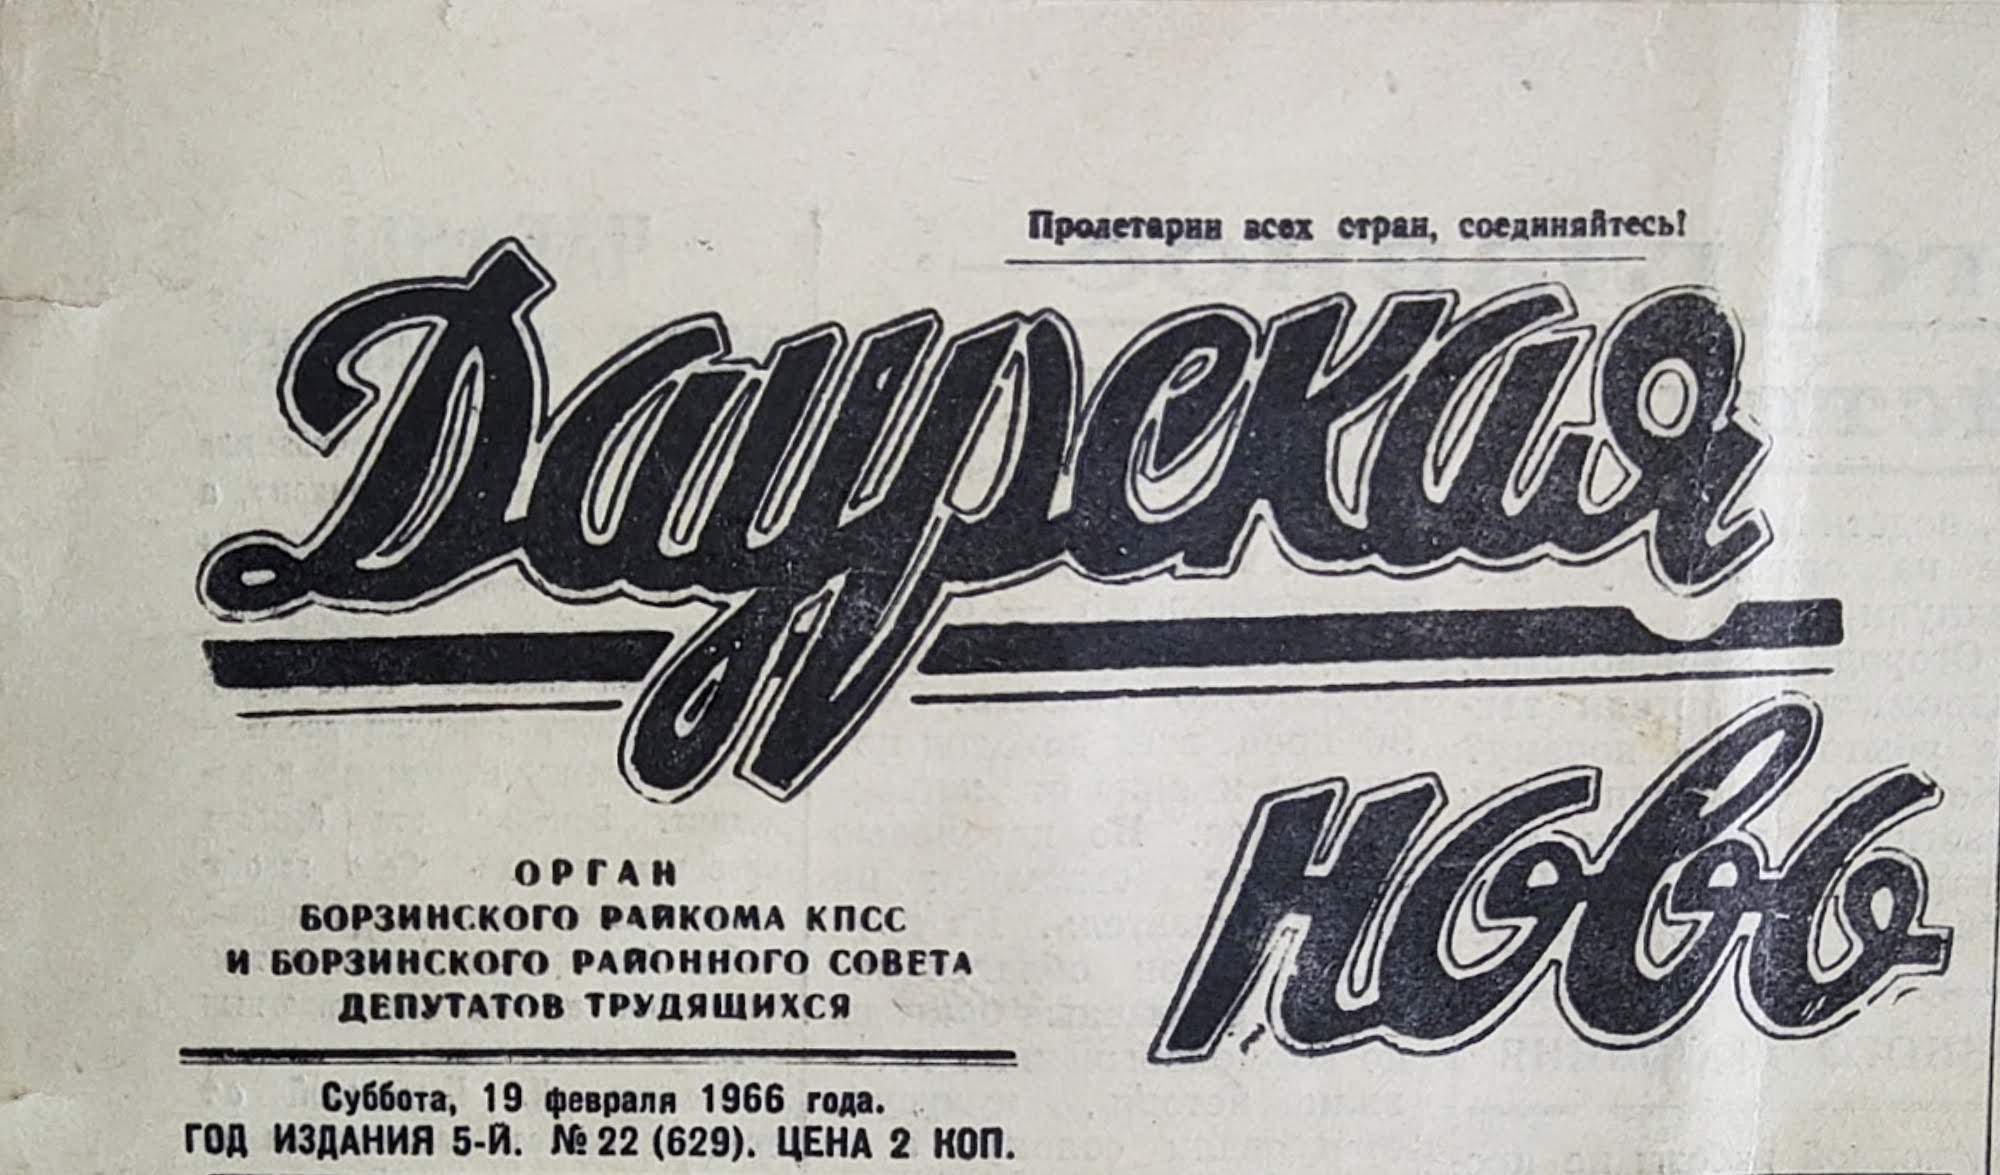 Пролетарии всех стран, соединяйтесь!
Даурская
новь
ОРГАН
БОРЗИНСКОГО РАЙКОМА КПСС
И БОРЗИНСКОГО РАЙОННОГО СОВЕТА
ДЕПУТАТОВ ТРУДЯЩИХСЯ
Суббота, 19 февраля 1966 года.
ГОД ИЗДАНИЯ 5-Й. № 22 (629). ЦЕНА 2 КОП.